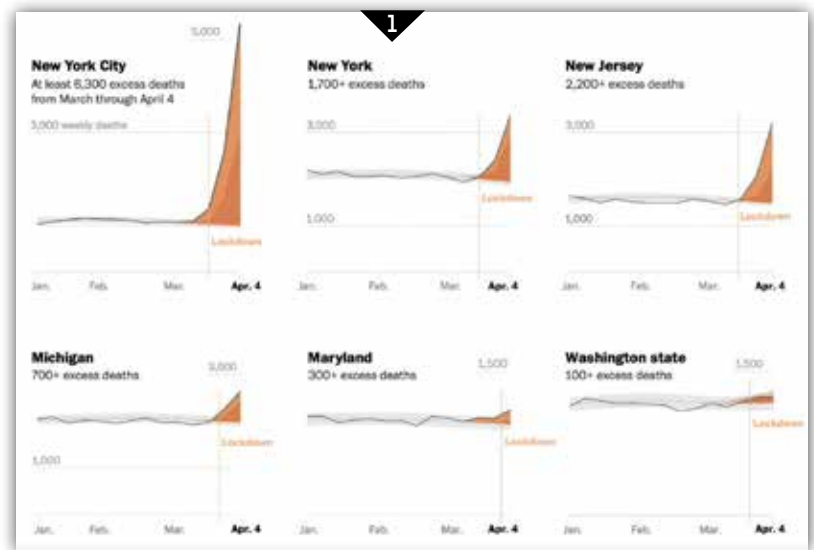 1
5,000
New York City
At least 6,300 excess deaths
from March through April 4
3,000 weekly deaths
Lockdown
Jan. Feb. Mar. Apr. 4
New York
1,700+ excess deaths
3,000
Lockdown
1,000
Jan. Feb. Mar. Apr. 4
New Jersey
2,200+ excess deaths
3,000
Lockdown
1,000
Jan. Feb. Mar. Apr. 4
Michigan
700+ excess deaths
3,000
Lockdown
1,000
Jan. Feb. Mar. Apr. 4
Maryland
300+ excess deaths
1,500
Lockdown
Jan. Feb. Mar. Apr. 4
Washington state
100+ excess deaths
1,500
Lockdown
Jan. Feb. Mar. Apr. 4